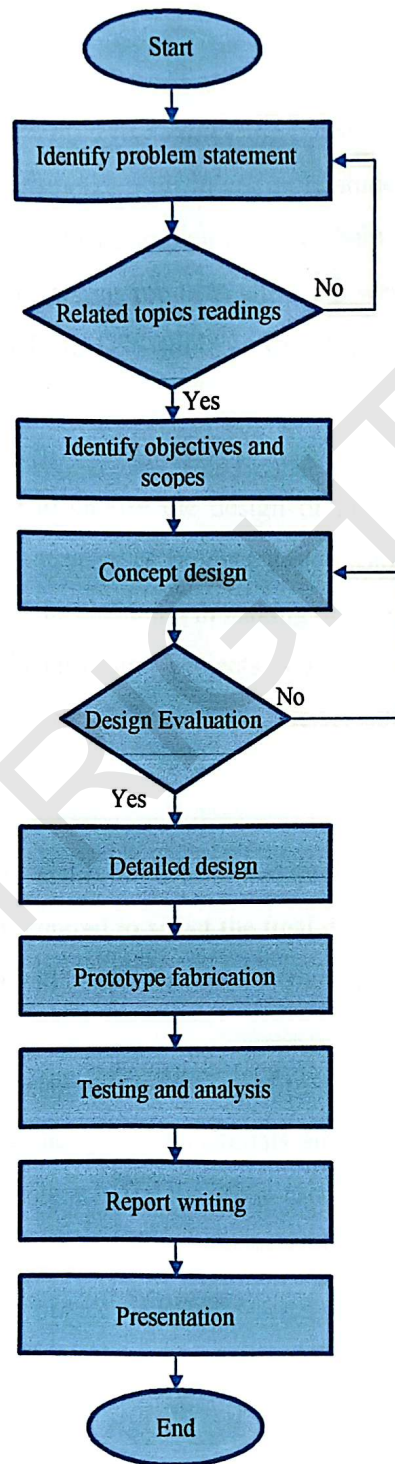 Start
Identify problem statement
Related topics readings
No
Yes
Identify objectives and
scopes
Concept design
Design Evaluation
No
Yes
Detailed design
Prototype fabrication
Testing and analysis
Report writing
Presentation
End